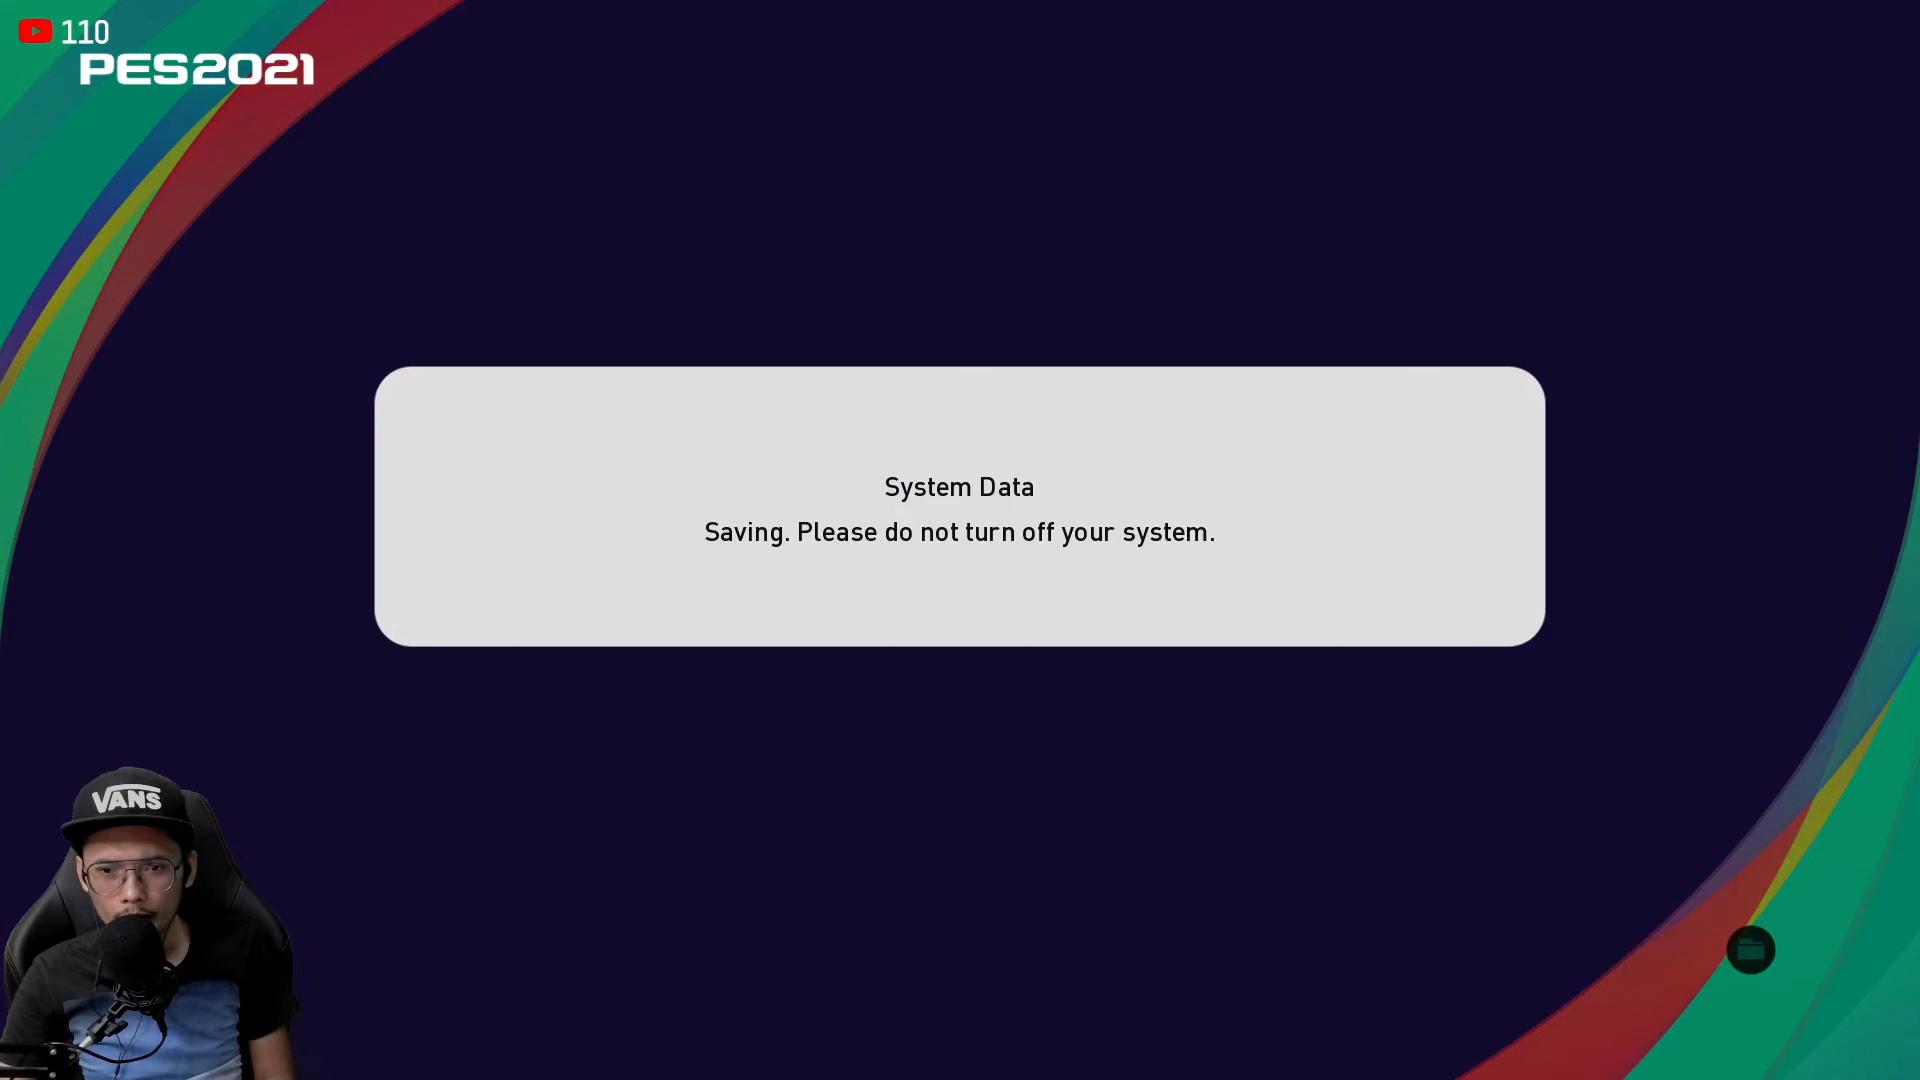 110
PES2021
System Data
Saving. Please do not turn off your system.
VANS